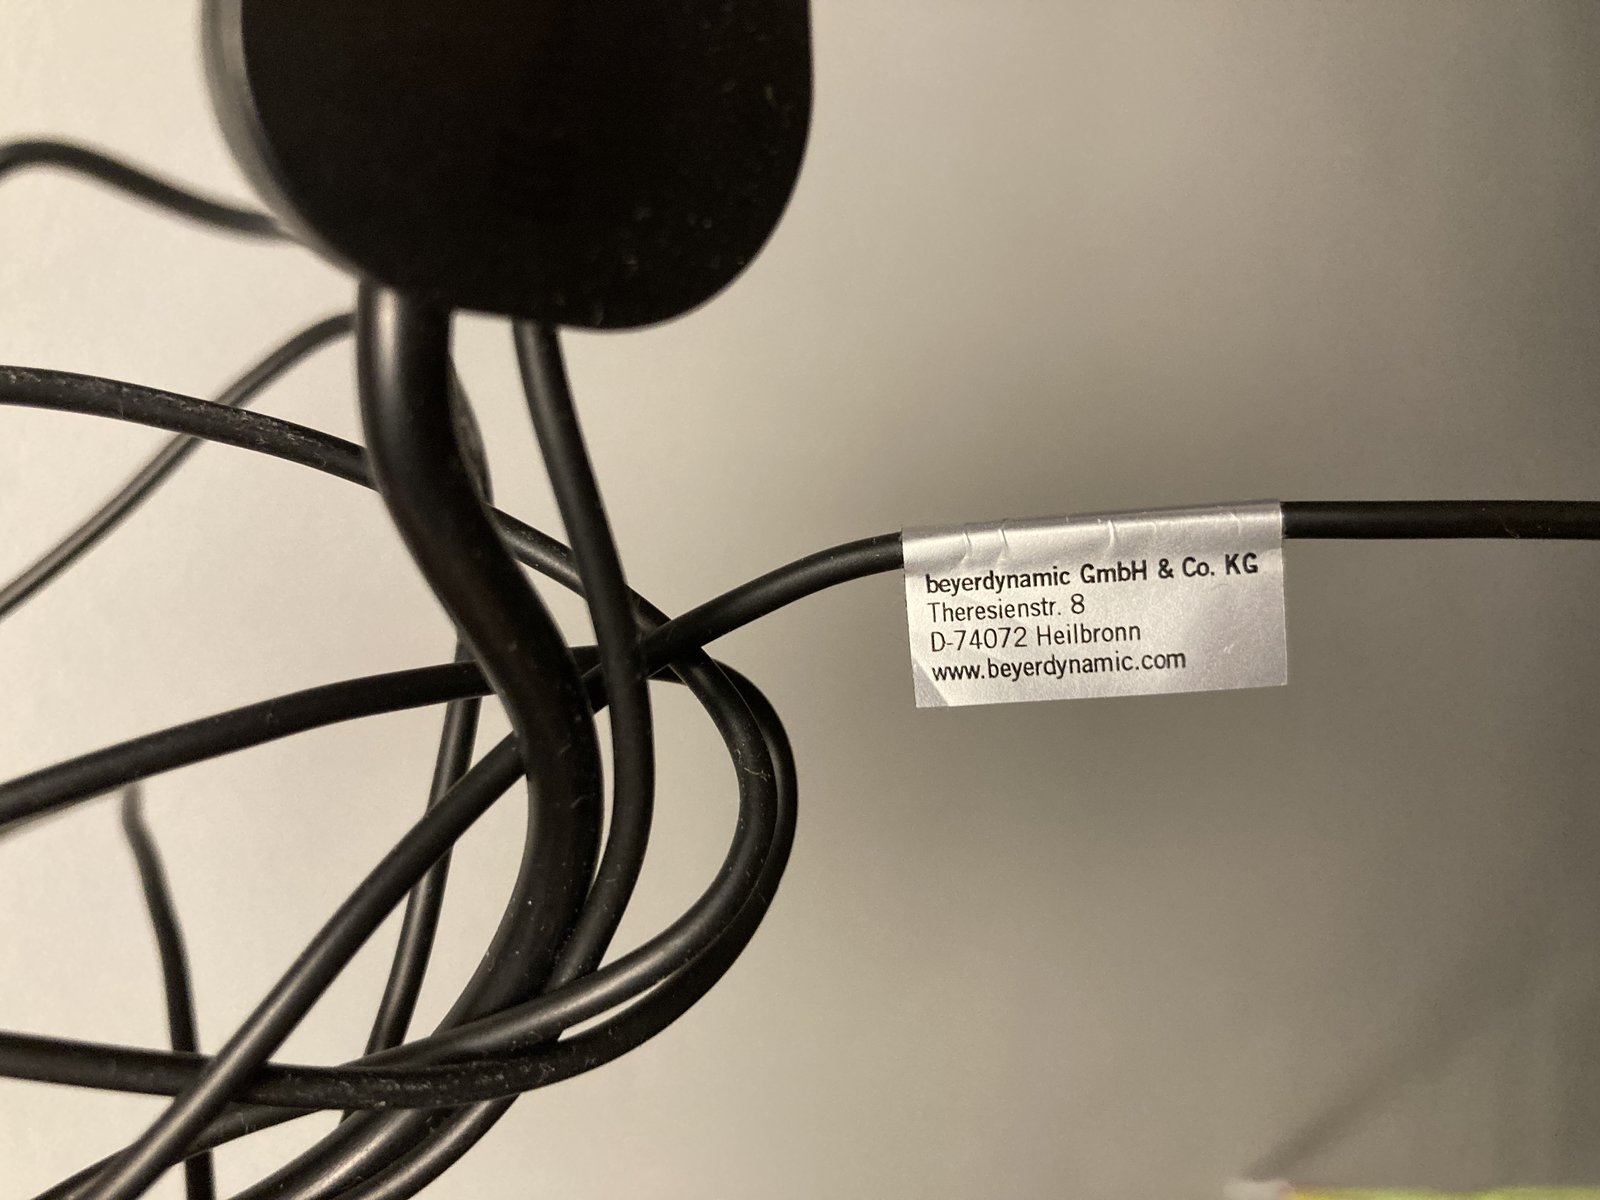 beyerdynamic GmbH & Co. KG
Theresienstr. 8
D-74072 Heilbronn
www.beyerdynamic.com